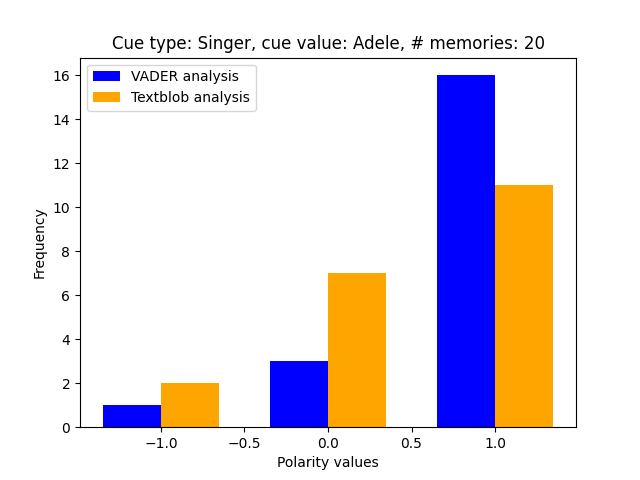 Cue type: Singer, cue value: Adele, # memories: 20
VADER analysis
Textblob analysis
16
14
12
10
8
6
4
2
0
Frequency
−1.0
−0.5
0.0
0.5
1.0
Polarity values